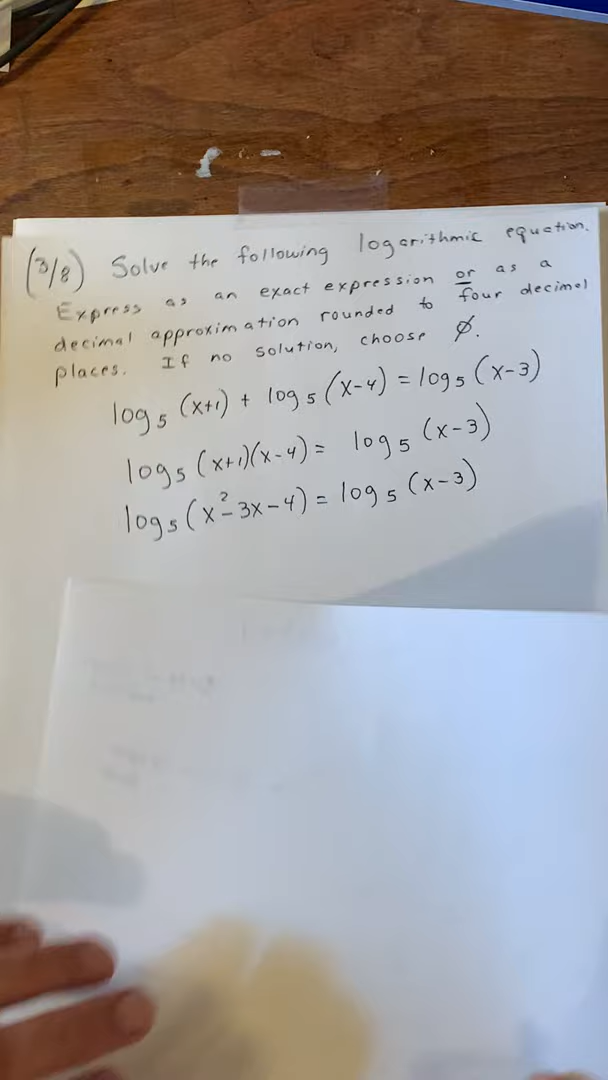 (3/8) Solve the following logarithmic equation.
Express as an exact expression or as a
decimal approximation rounded to four decimal
places. If no solution, choose ∅.
log₅(x+1) + log₅(x-4) = log₅(x-3)
log₅(x+1)(x-4) = log₅(x-3)
log₅(x²-3x-4) = log₅(x-3)